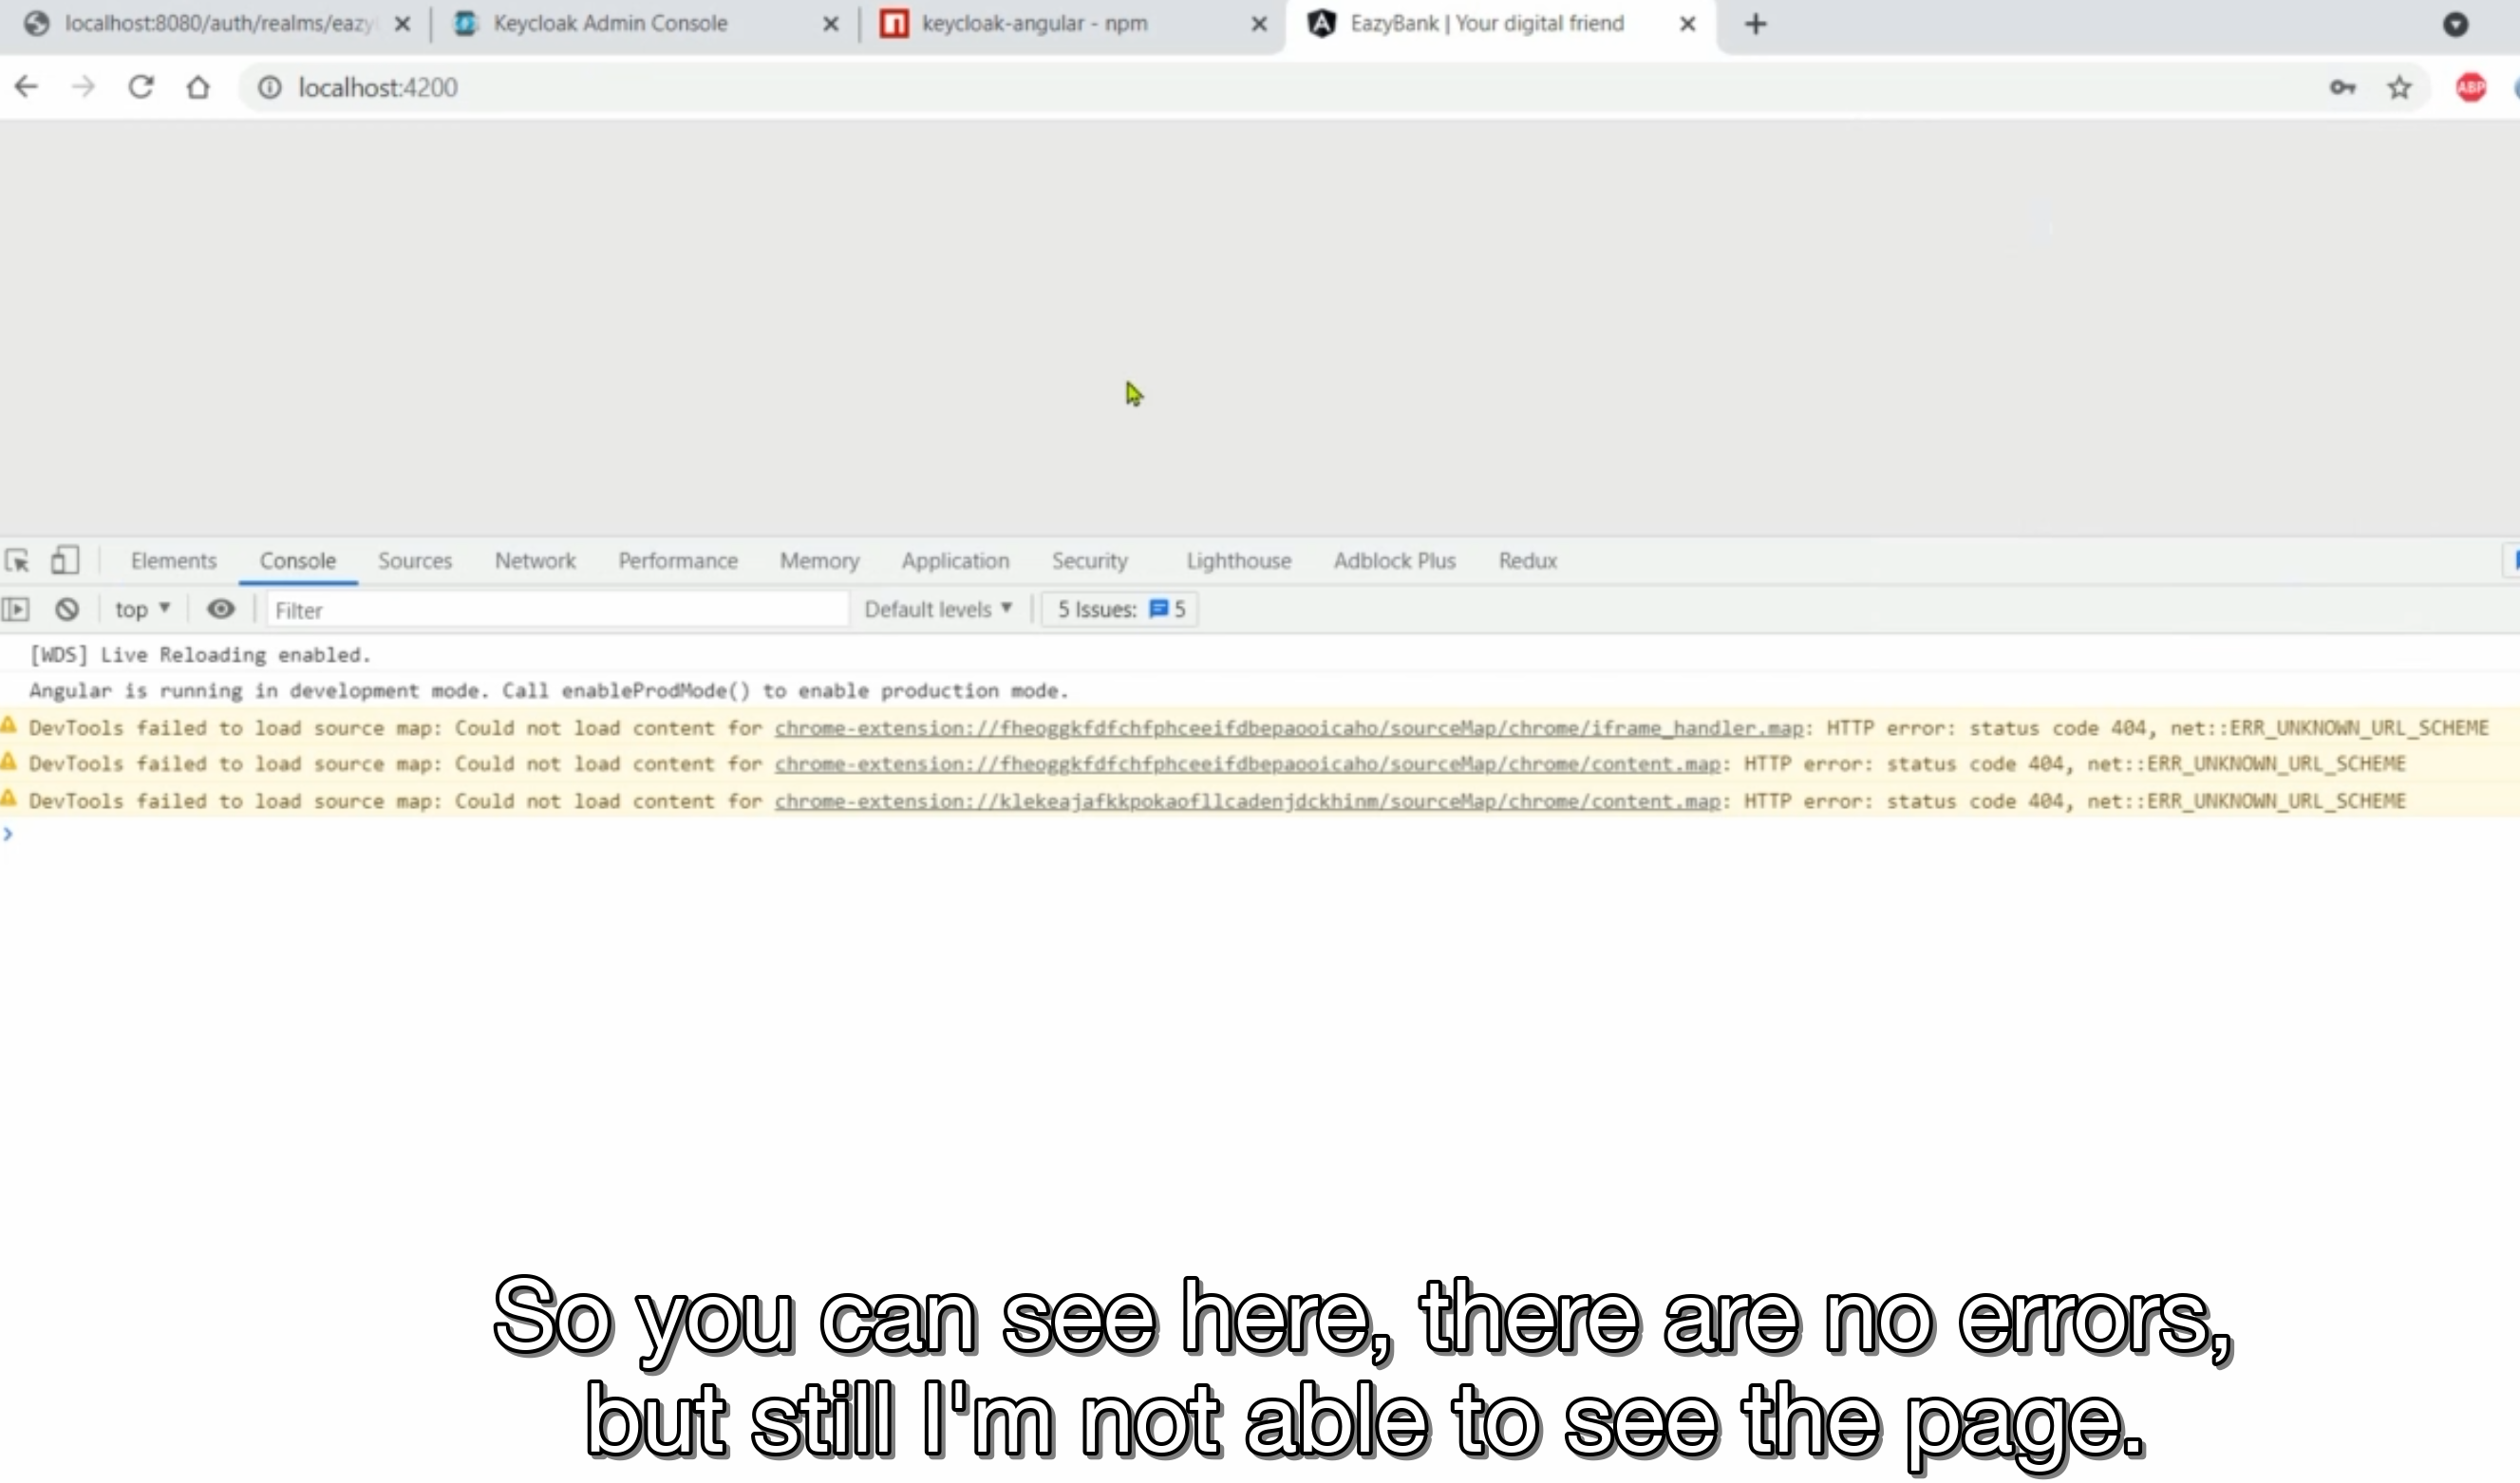 localhost:8080/auth/realms/eazy
Keycloak Admin Console
keycloak-angular - npm
EazyBank | Your digital friend
localhost:4200
ABP
Elements Console Sources Network Performance Memory Application Security Lighthouse Adblock Plus Redux
top Filter Default levels 5 Issues: 5
[WDS] Live Reloading enabled.
Angular is running in development mode. Call enableProdMode() to enable production mode.
DevTools failed to load source map: Could not load content for chrome-extension://fheoggkfdfchfphceeifdbepaooicaho/sourceMap/chrome/iframe_handler.map: HTTP error: status code 404, net::ERR_UNKNOWN_URL_SCHEME
DevTools failed to load source map: Could not load content for chrome-extension://fheoggkfdfchfphceeifdbepaooicaho/sourceMap/chrome/content.map: HTTP error: status code 404, net::ERR_UNKNOWN_URL_SCHEME
DevTools failed to load source map: Could not load content for chrome-extension://klekeajafkkpokaofllcadenjdckhinm/sourceMap/chrome/content.map: HTTP error: status code 404, net::ERR_UNKNOWN_URL_SCHEME
So you can see here, there are no errors,
but still I'm not able to see the page.